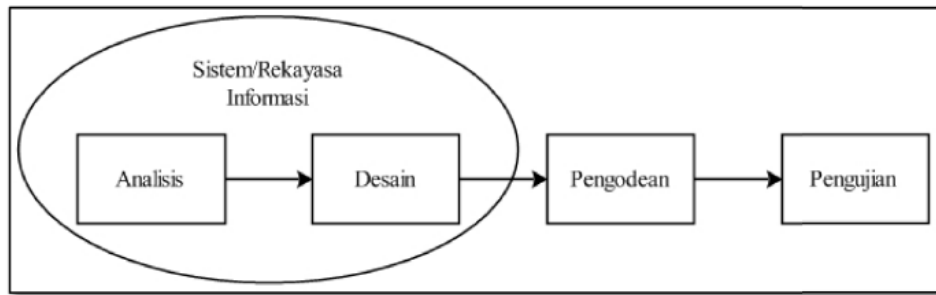 Sistem/Rekayasa
Informasi
Analisis
Desain
Pengodean
Pengujian